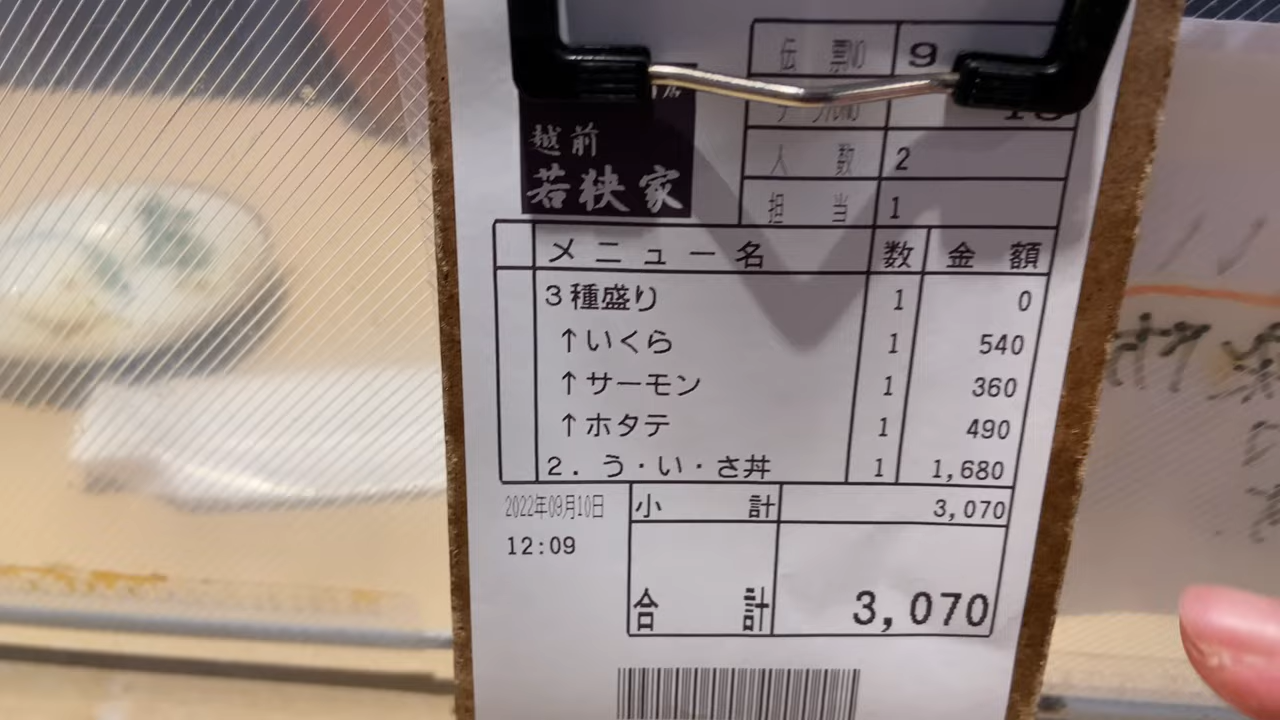 伝票NO 9
人数 2
担当 1
越前
若狭家
メニュー名 数 金額
3種盛り 1 0
↑いくら 1 540
↑サーモン 1 360
↑ホタテ 1 490
2．う・い・さ丼 1 1,680
2022年09月10日 小計 3,070
12:09
合計 3,070